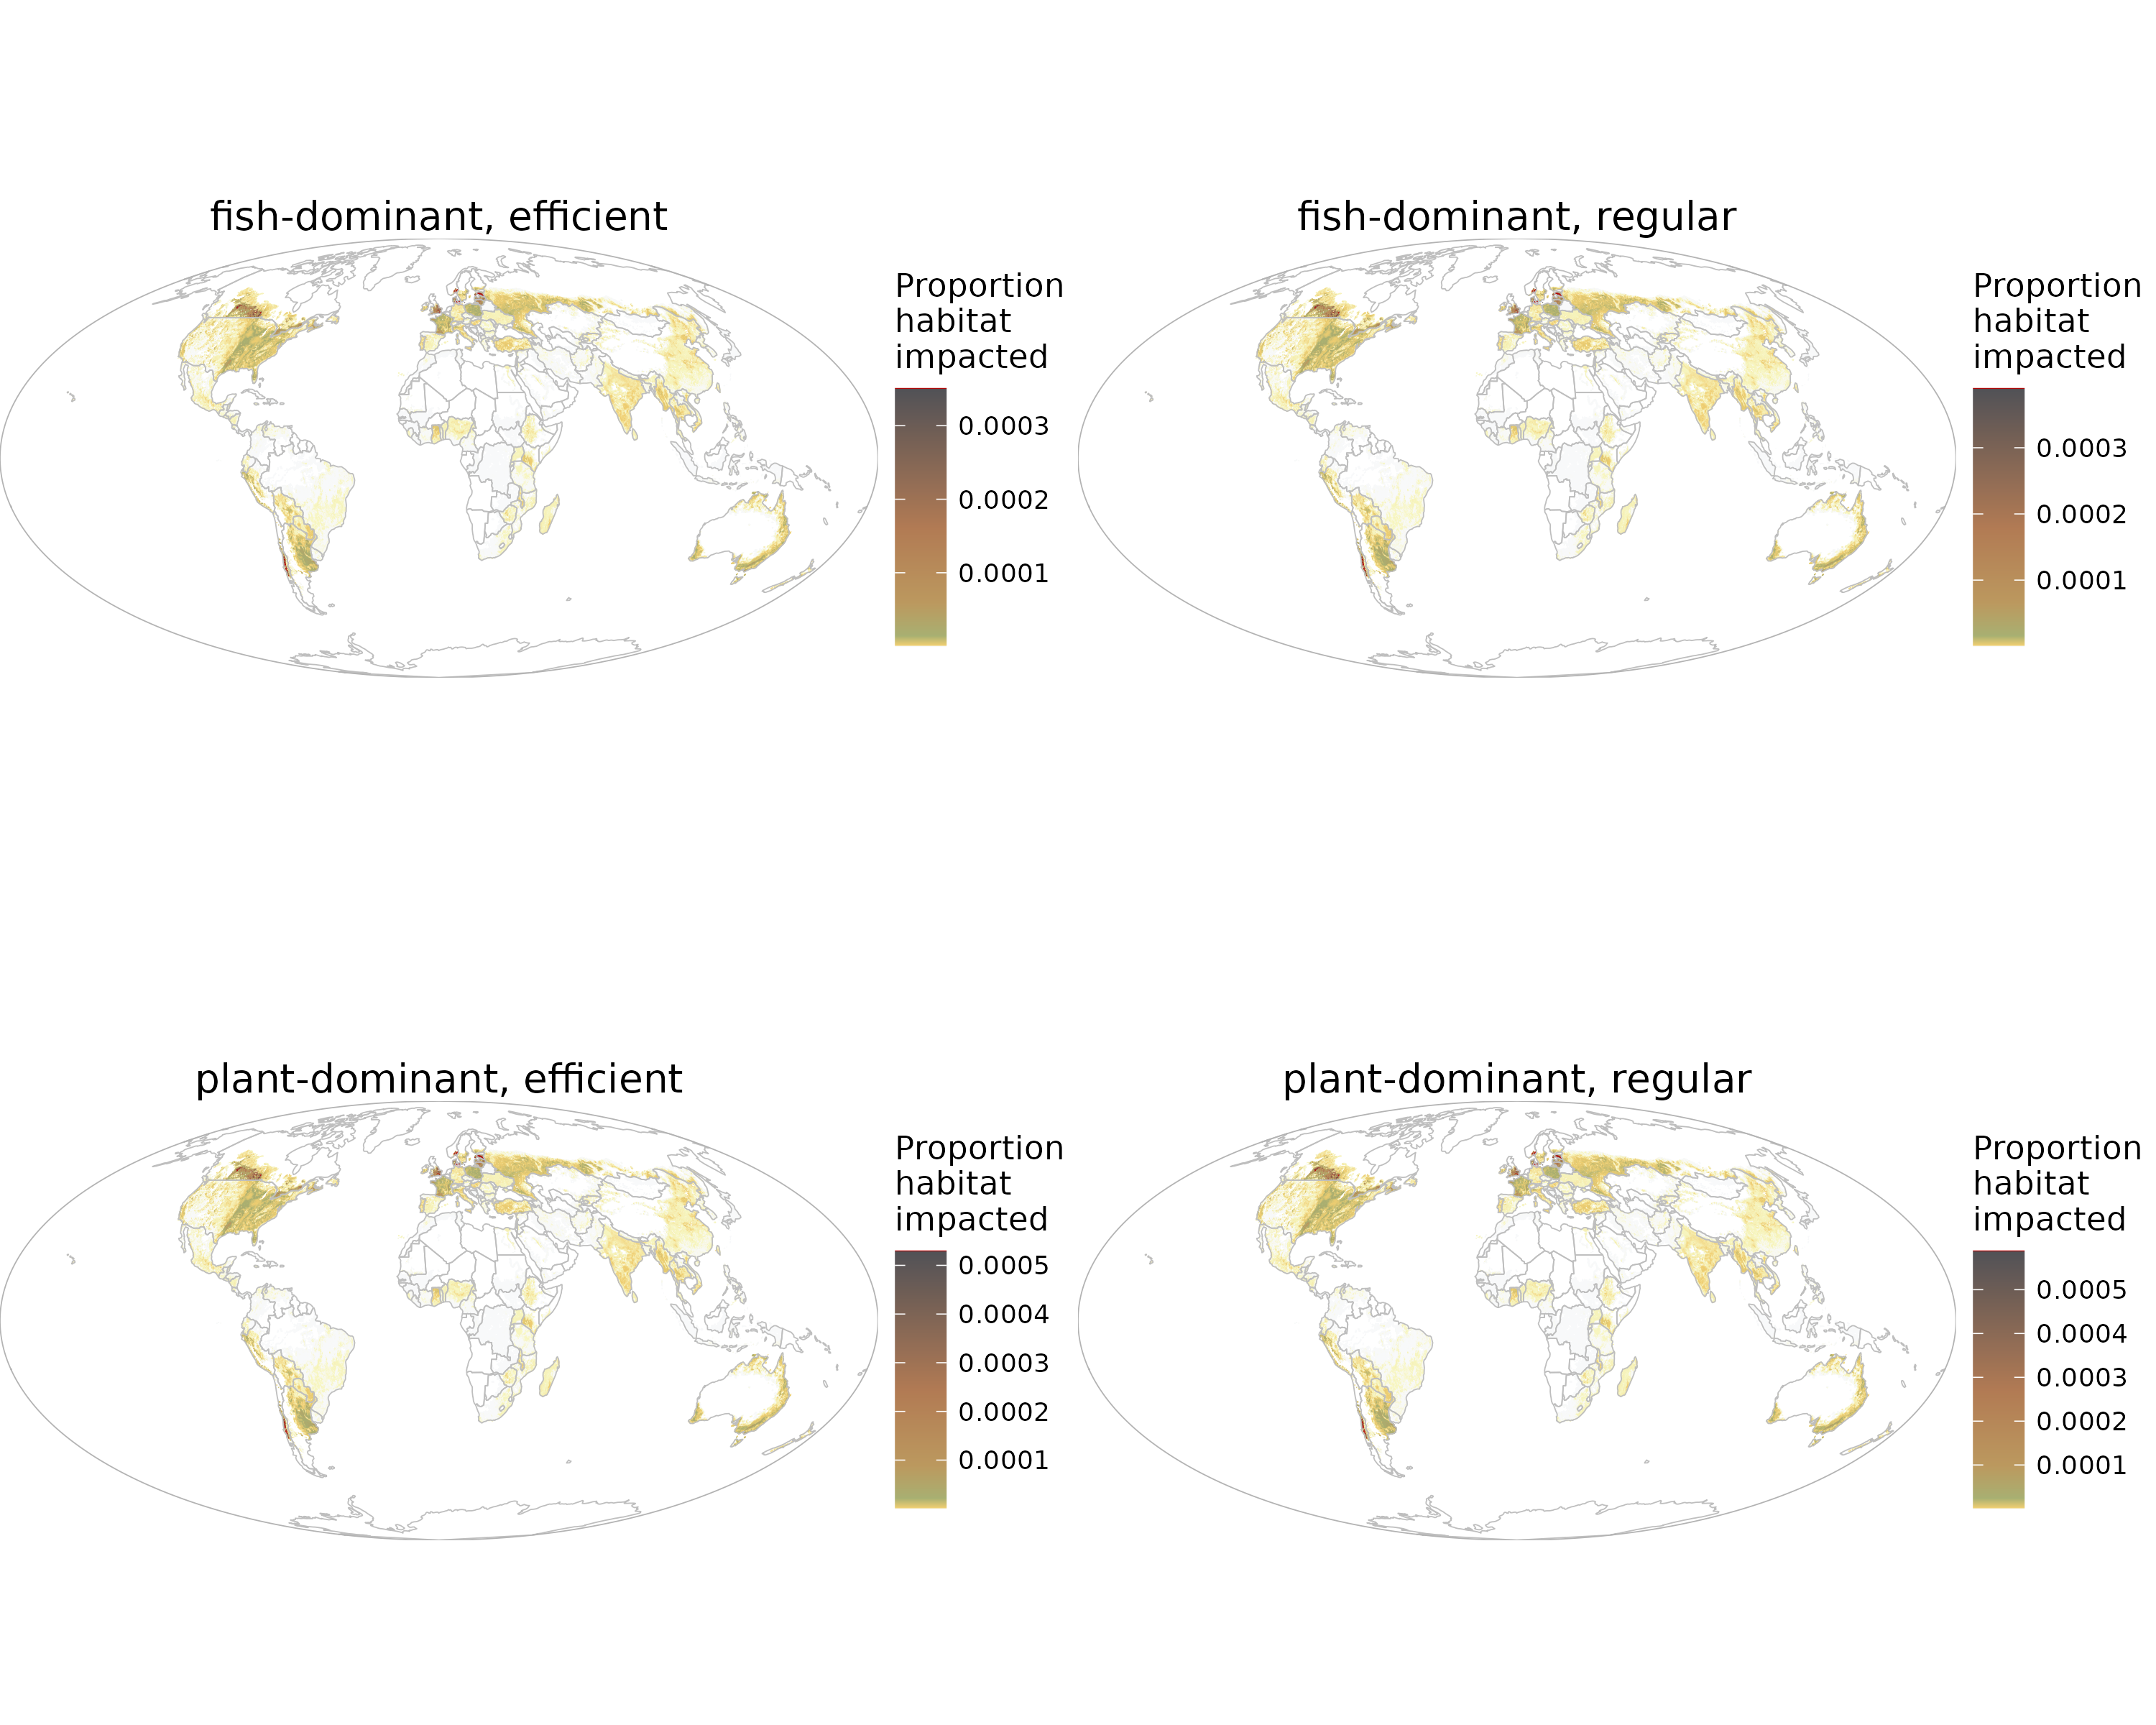 fish-dominant, efficient
Proportion
habitat
impacted
0.0003
0.0002
0.0001
fish-dominant, regular
Proportion
habitat
impacted
0.0003
0.0002
0.0001
plant-dominant, efficient
Proportion
habitat
impacted
0.0005
0.0004
0.0003
0.0002
0.0001
plant-dominant, regular
Proportion
habitat
impacted
0.0005
0.0004
0.0003
0.0002
0.0001